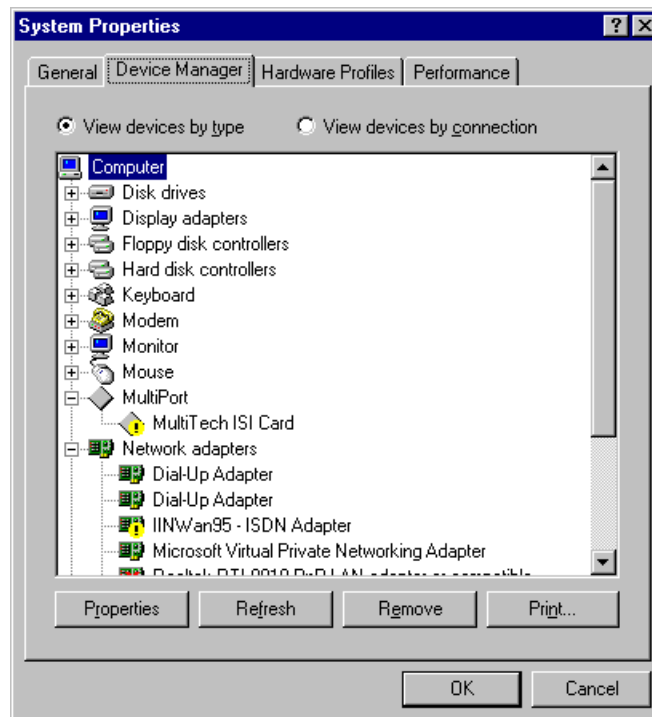 System Properties
General Device Manager Hardware Profiles Performance
View devices by type View devices by connection
Computer
Disk drives
Display adapters
Floppy disk controllers
Hard disk controllers
Keyboard
Modem
Monitor
Mouse
MultiPort
MultiTech ISI Card
Network adapters
Dial-Up Adapter
Dial-Up Adapter
IINWan95 - ISDN Adapter
Microsoft Virtual Private Networking Adapter
Properties Refresh Remove Print...
OK Cancel